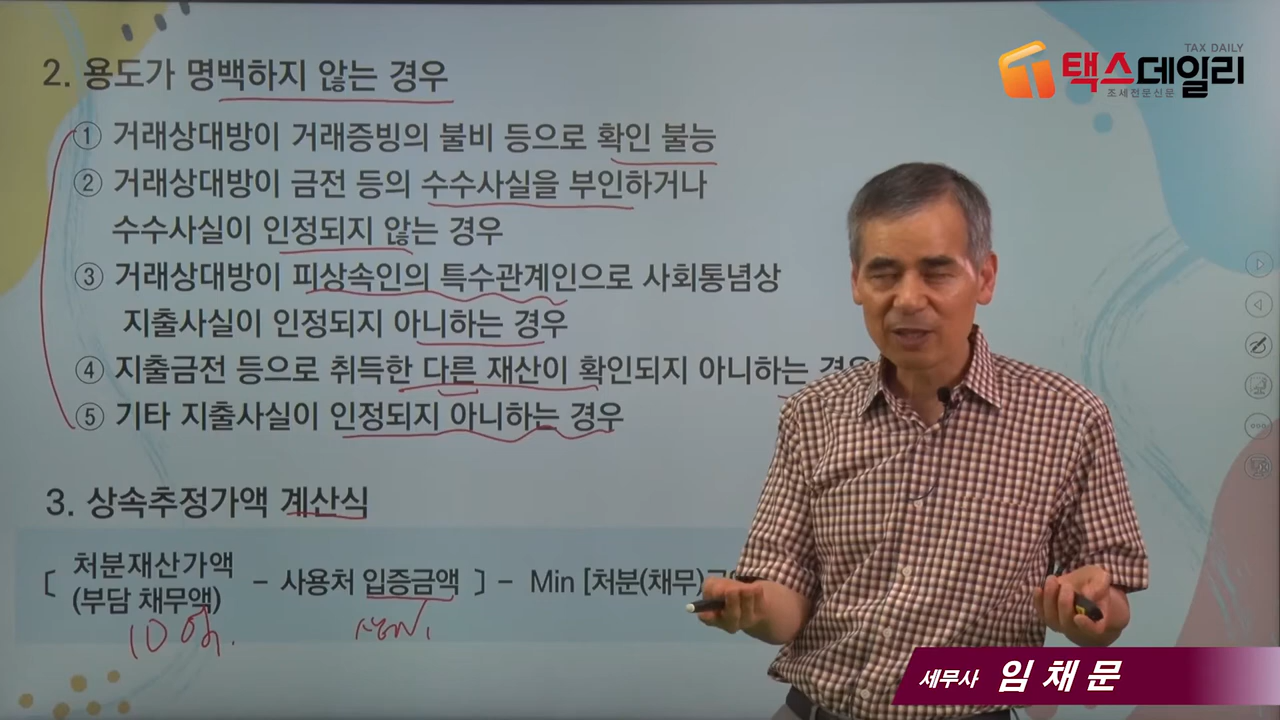 TAX DAILY
택스데일리
조세전문신문
2. 용도가 명백하지 않는 경우
① 거래상대방이 거래증빙의 불비 등으로 확인 불능
② 거래상대방이 금전 등의 수수사실을 부인하거나
수수사실이 인정되지 않는 경우
③ 거래상대방이 피상속인의 특수관계인으로 사회통념상
지출사실이 인정되지 아니하는 경우
④ 지출금전 등으로 취득한 다른 재산이 확인되지 아니하는 경우
⑤ 기타 지출사실이 인정되지 아니하는 경우
3. 상속추정가액 계산식
[ 처분재산가액 (부담 채무액) - 사용처 입증금액 ] - Min [처분(채무)
10억.
세무사 임채문